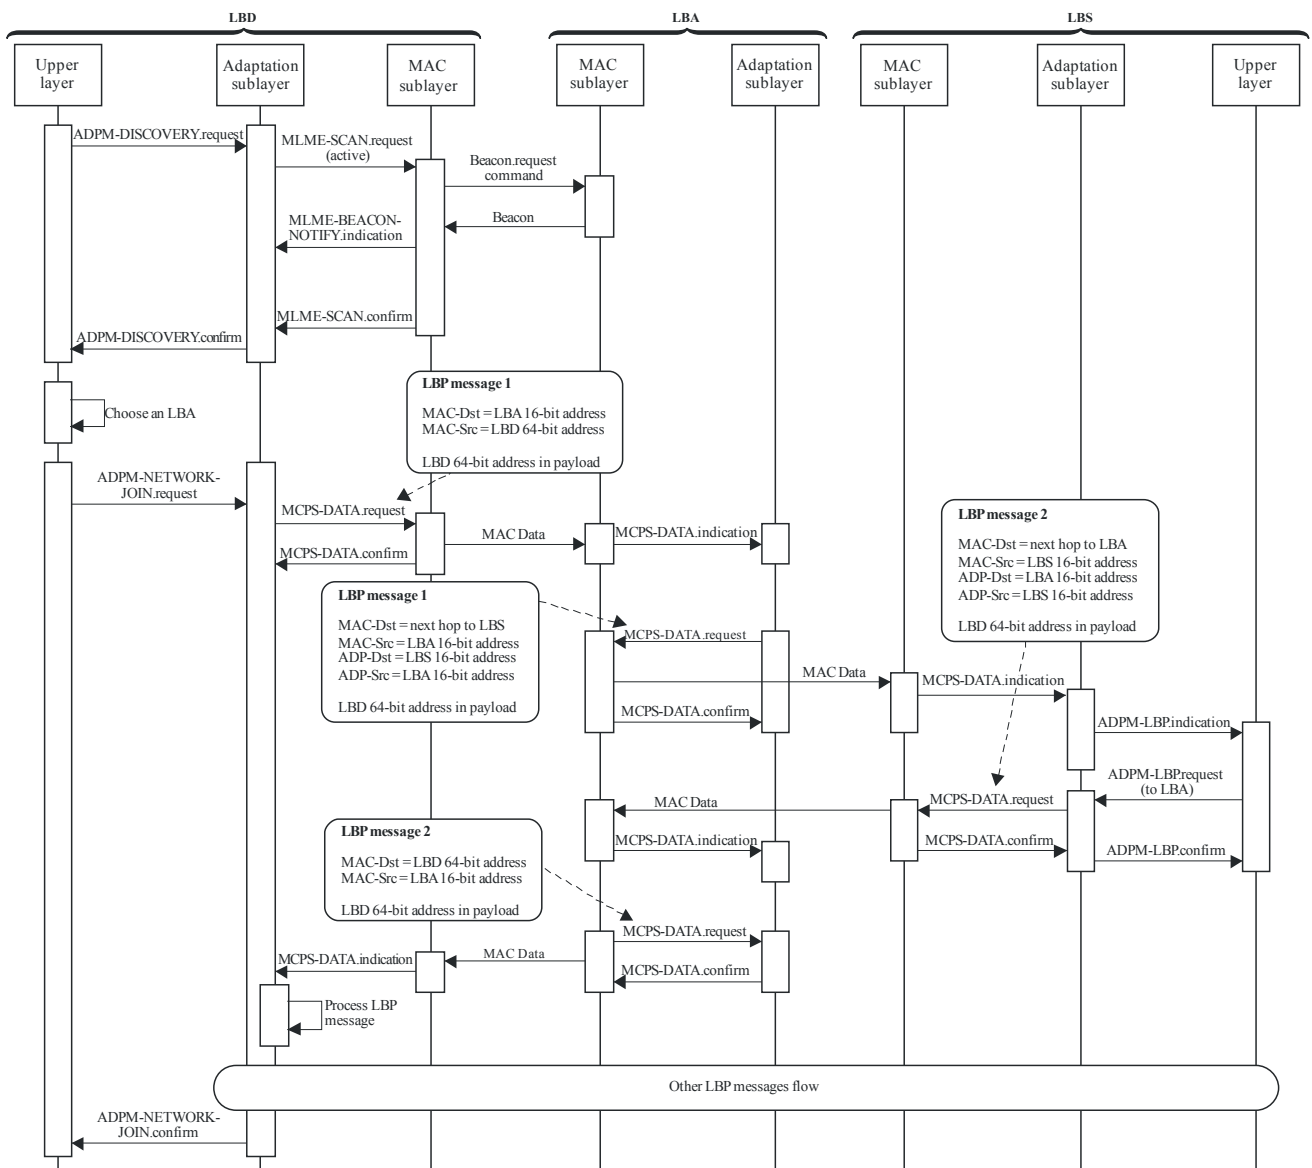 LBD
LBA
LBS
Upper
layer
Adaptation
sublayer
MAC
sublayer
MAC
sublayer
Adaptation
sublayer
MAC
sublayer
Adaptation
sublayer
Upper
layer
ADPM-DISCOVERY.request
MLME-SCAN.request
(active)
Beacon.request
command
Beacon
MLME-BEACON-
NOTIFY.indication
MLME-SCAN.confirm
ADPM-DISCOVERY.confirm
Choose an LBA
LBP message 1
MAC-Dst = LBA 16-bit address
MAC-Src = LBD 64-bit address
LBD 64-bit address in payload
ADPM-NETWORK-
JOIN.request
MCPS-DATA.request
MAC Data
MCPS-DATA.indication
MCPS-DATA.confirm
LBP message 2
MAC-Dst = next hop to LBA
MAC-Src = LBS 16-bit address
ADP-Dst = LBA 16-bit address
ADP-Src = LBS 16-bit address
LBD 64-bit address in payload
LBP message 1
MAC-Dst = next hop to LBS
MAC-Src = LBA 16-bit address
ADP-Dst = LBS 16-bit address
ADP-Src = LBA 16-bit address
LBD 64-bit address in payload
MCPS-DATA.request
MAC Data
MCPS-DATA.indication
MCPS-DATA.confirm
ADPM-LBP.indication
ADPM-LBP.request
(to LBA)
MAC Data
MCPS-DATA.request
MCPS-DATA.indication
MCPS-DATA.confirm
ADPM-LBP.confirm
LBP message 2
MAC-Dst = LBD 64-bit address
MAC-Src = LBA 16-bit address
LBD 64-bit address in payload
MCPS-DATA.request
MCPS-DATA.indication
MAC Data
MCPS-DATA.confirm
Process LBP
message
Other LBP messages flow
ADPM-NETWORK-
JOIN.confirm